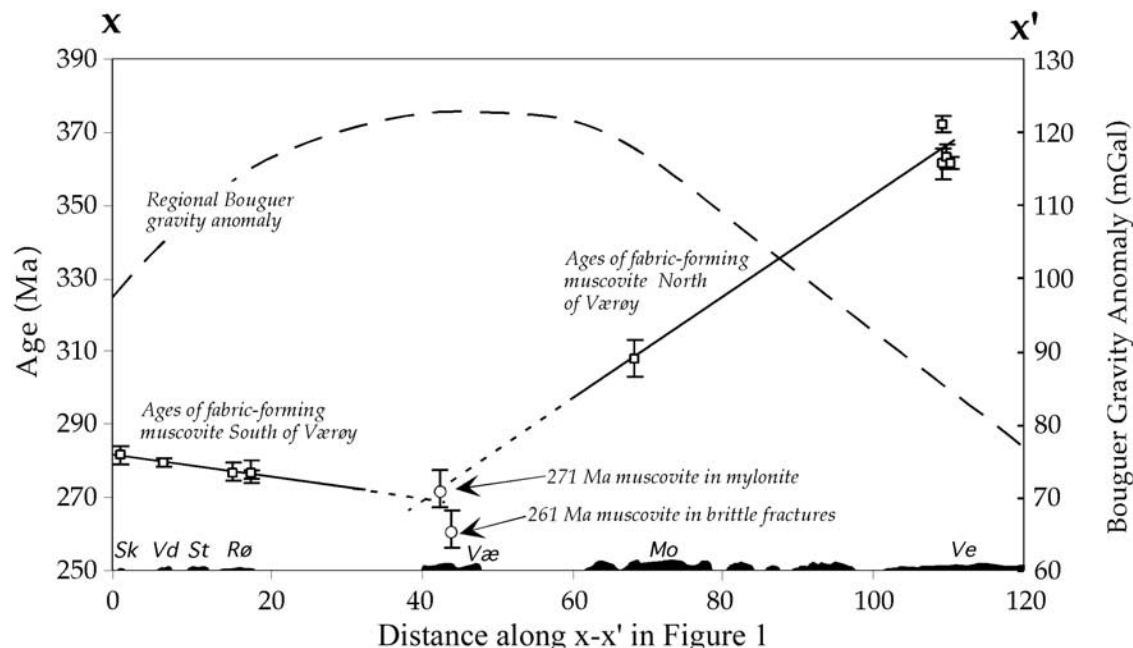 x
x'
390
370
350
330
310
290
270
250
Age (Ma)
130
120
110
100
90
80
70
60
Bouguer Gravity Anomaly (mGal)
Regional Bouguer
gravity anomaly
Ages of fabric-forming
muscovite North
of Værøy
Ages of fabric-forming
muscovite South of Værøy
271 Ma muscovite in mylonite
261 Ma muscovite in brittle fractures
Sk Vd St Rø Væ Mo Ve
0 20 40 60 80 100 120
Distance along x-x' in Figure 1